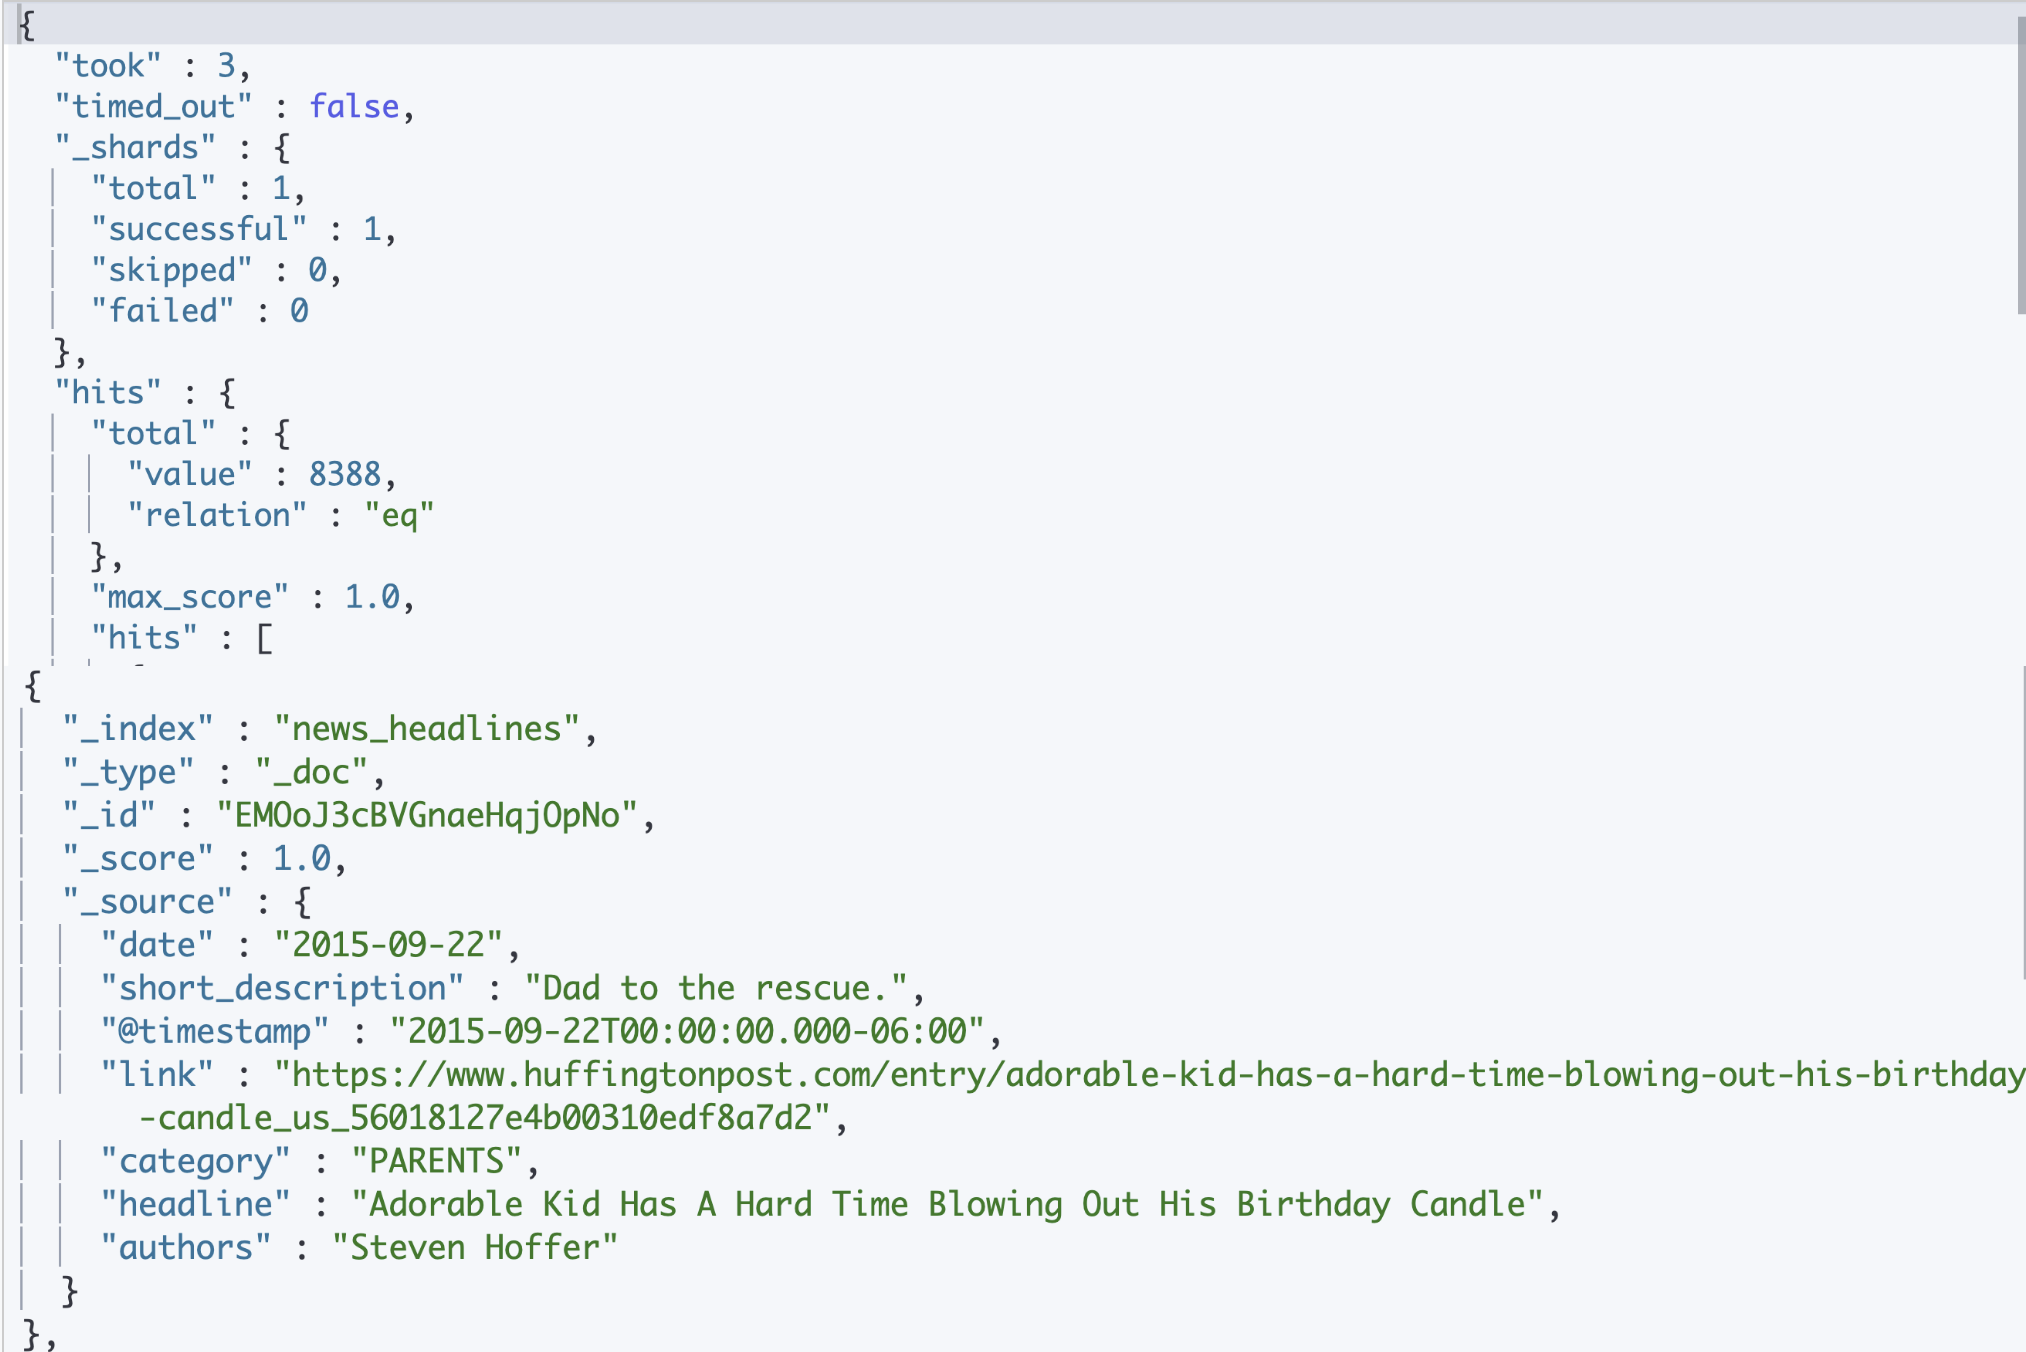 {
"took" : 3,
"timed_out" : false,
"_shards" : {
"total" : 1,
"successful" : 1,
"skipped" : 0,
"failed" : 0
},
"hits" : {
"total" : {
"value" : 8388,
"relation" : "eq"
},
"max_score" : 1.0,
"hits" : [
{
"_index" : "news_headlines",
"_type" : "_doc",
"_id" : "EMOoJ3cBVGnaeHqjOpNo",
"_score" : 1.0,
"_source" : {
"date" : "2015-09-22",
"short_description" : "Dad to the rescue.",
"@timestamp" : "2015-09-22T00:00:00.000-06:00",
"link" : "https://www.huffingtonpost.com/entry/adorable-kid-has-a-hard-time-blowing-out-his-birthday
-candle_us_56018127e4b00310edf8a7d2",
"category" : "PARENTS",
"headline" : "Adorable Kid Has A Hard Time Blowing Out His Birthday Candle",
"authors" : "Steven Hoffer"
}
},